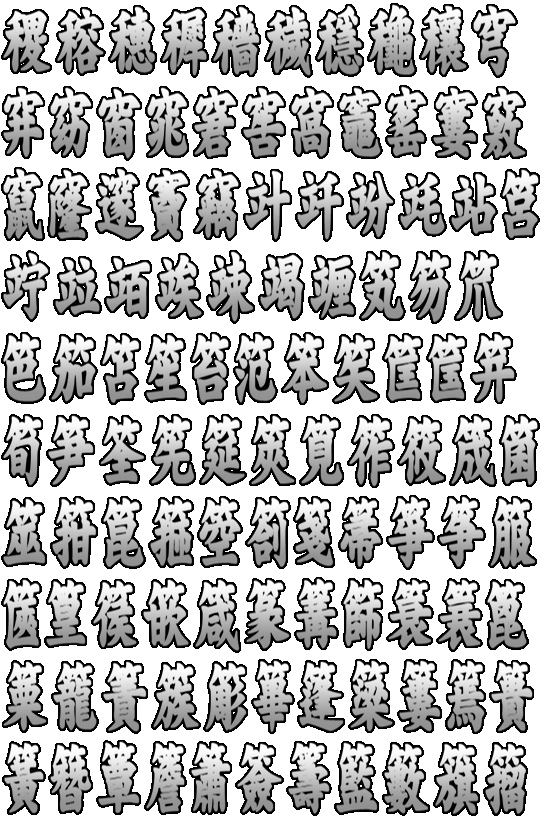 稷穃穗穉穡穢穩龝穰穹
穽窈窗窕窘窖窩竈窰窶竅
竄窿邃竇竊竍竏竕竓站筥
竚竝竡竢竦竭竰笂笏笊
笆笳笘笙笞笵笨笶筐筺笄
筍笋筌筅筵筴筧筰筱筬箘
筮箝箟箍箜箚箋箒箏筝箙
篋篁篌篏箴篆篝篩簑簔篦
篥籠簀簇簓篳篷簗簍篶簣
簧簪簟簷簫簽籌籃籔籏籀